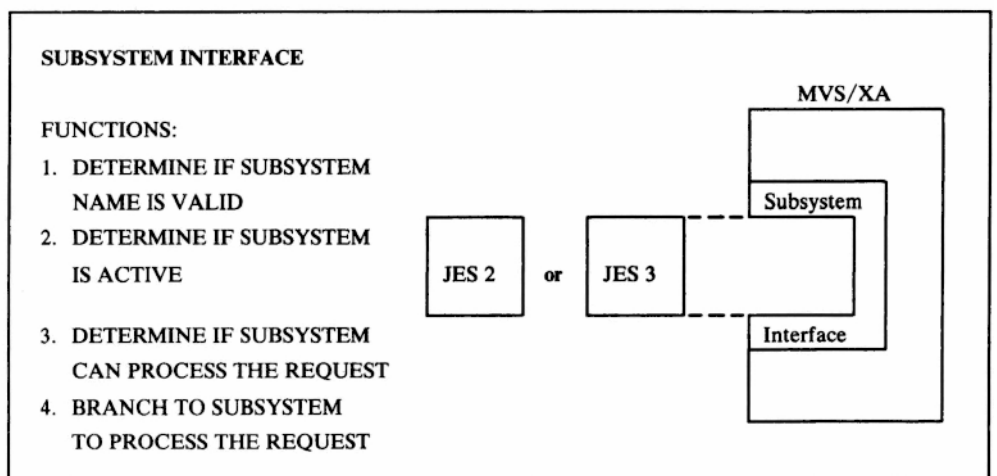 SUBSYSTEM INTERFACE
FUNCTIONS:
1. DETERMINE IF SUBSYSTEM
NAME IS VALID
2. DETERMINE IF SUBSYSTEM
IS ACTIVE
3. DETERMINE IF SUBSYSTEM
CAN PROCESS THE REQUEST
4. BRANCH TO SUBSYSTEM
TO PROCESS THE REQUEST
JES 2 or JES 3
MVS/XA
Subsystem
Interface